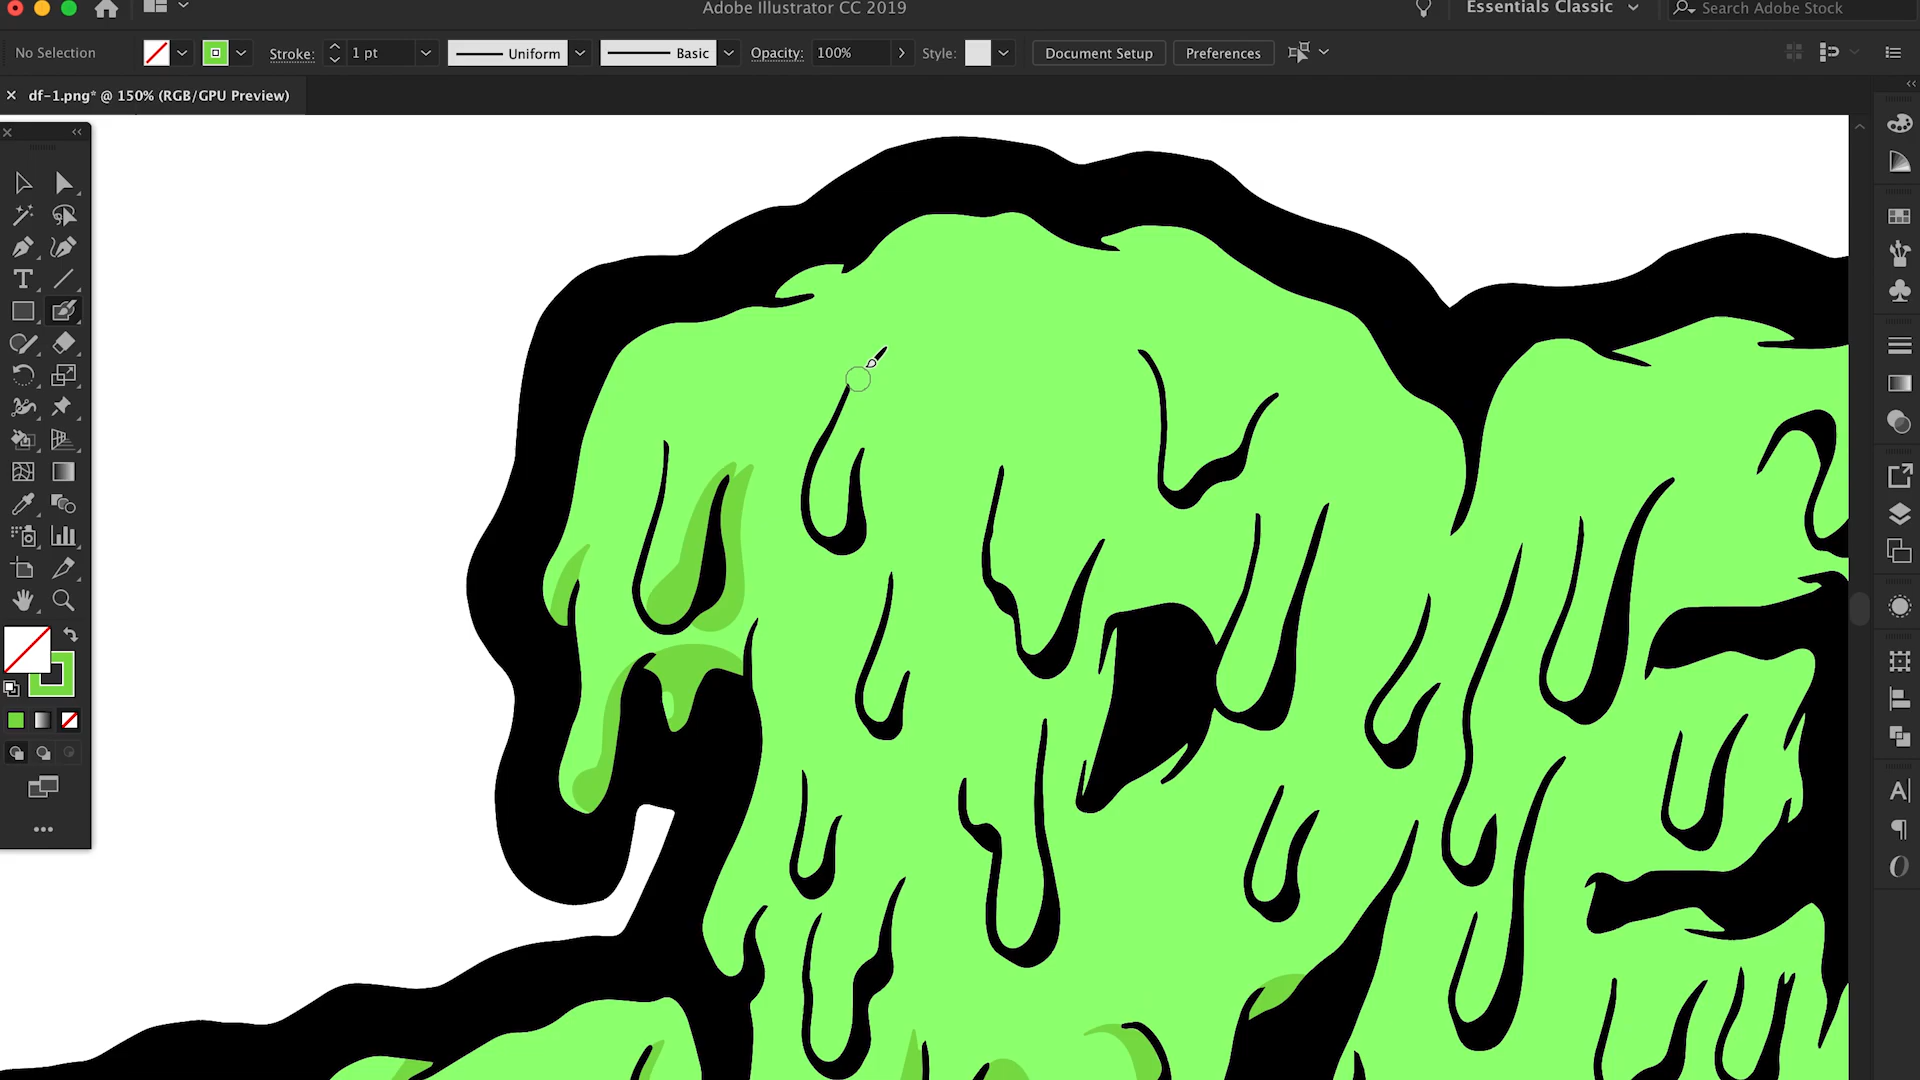 Adobe Illustrator CC 2019
Essentials Classic
Search Adobe Stock
No Selection
Stroke:
1 pt
Uniform
Basic
Opacity:
100%
Style:
Document Setup
Preferences
df-1.png* @ 150% (RGB/GPU Preview)